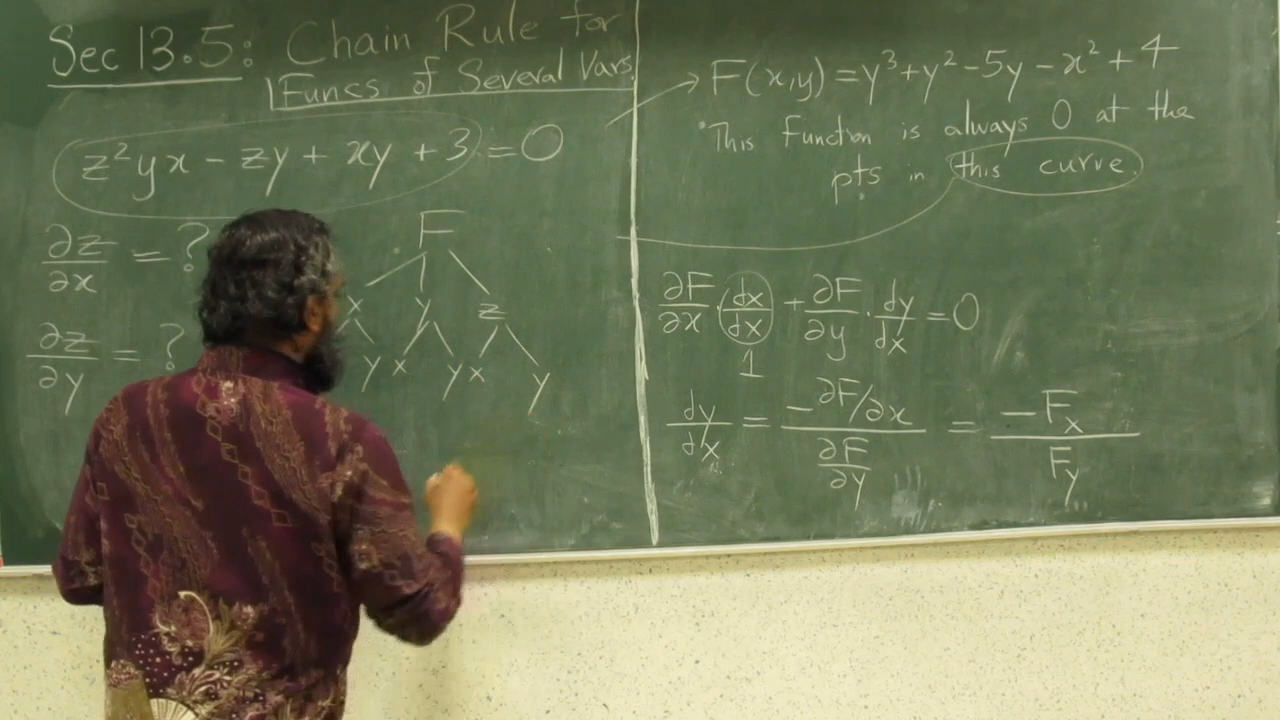 Sec 13.5: Chain Rule for
Funcs of Several Vars.
z²yx − zy + xy + 3 = 0
∂z/∂x = ?
∂z/∂y = ?
F
x y z
y x y x y
F(x,y) = y³+y²−5y−x²+4
This Function is always 0 at the
pts in this curve.
∂F/∂x · dx/dx + ∂F/∂y · dy/dx = 0
1
dy/dx = −∂F/∂x / ∂F/∂y = −Fx / Fy